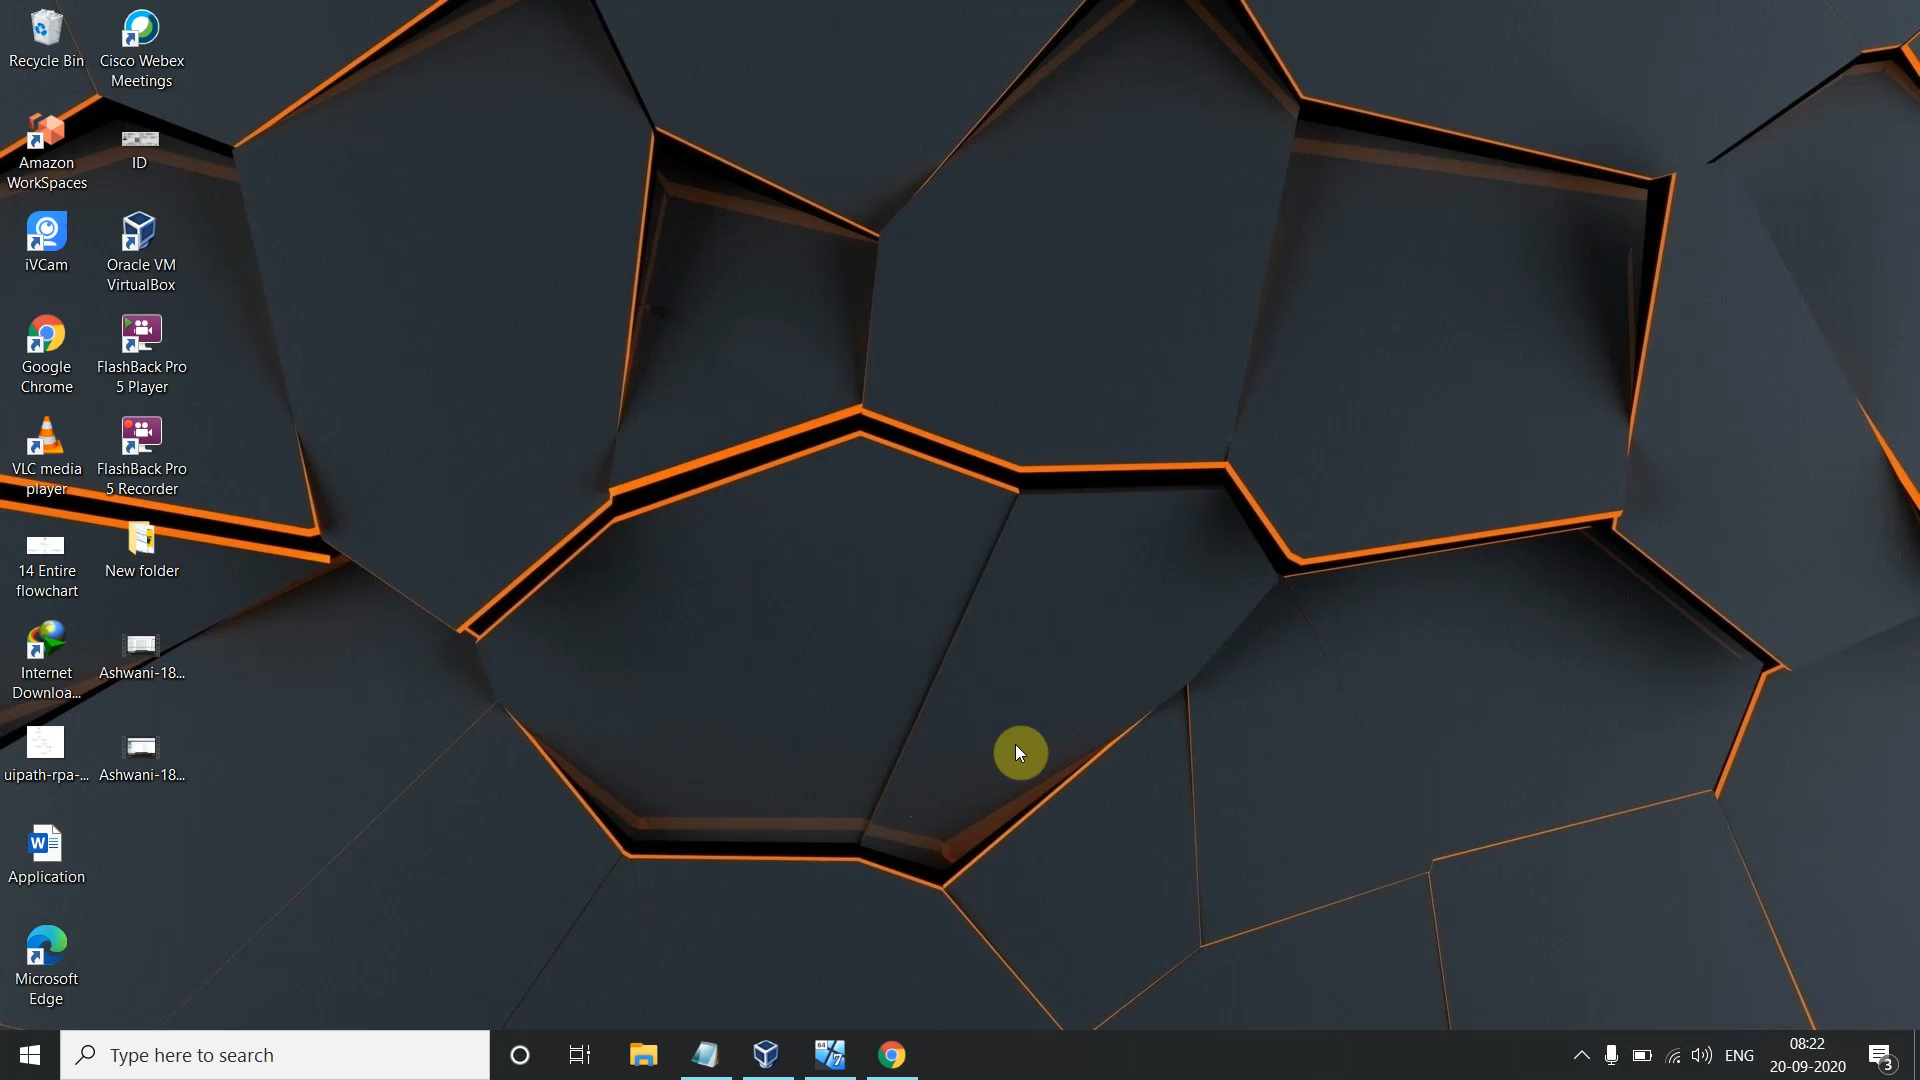 Recycle Bin
Cisco Webex
Meetings
Amazon
WorkSpaces
ID
iVCam
Oracle VM
VirtualBox
Google
Chrome
FlashBack Pro
5 Player
VLC media
player
FlashBack Pro
5 Recorder
14 Entire
flowchart
New folder
Internet
Downloa...
Ashwani-18...
uipath-rpa-...
Ashwani-18...
W
Application
Microsoft
Edge
Type here to search
64
7
ENG
08:22
20-09-2020
3